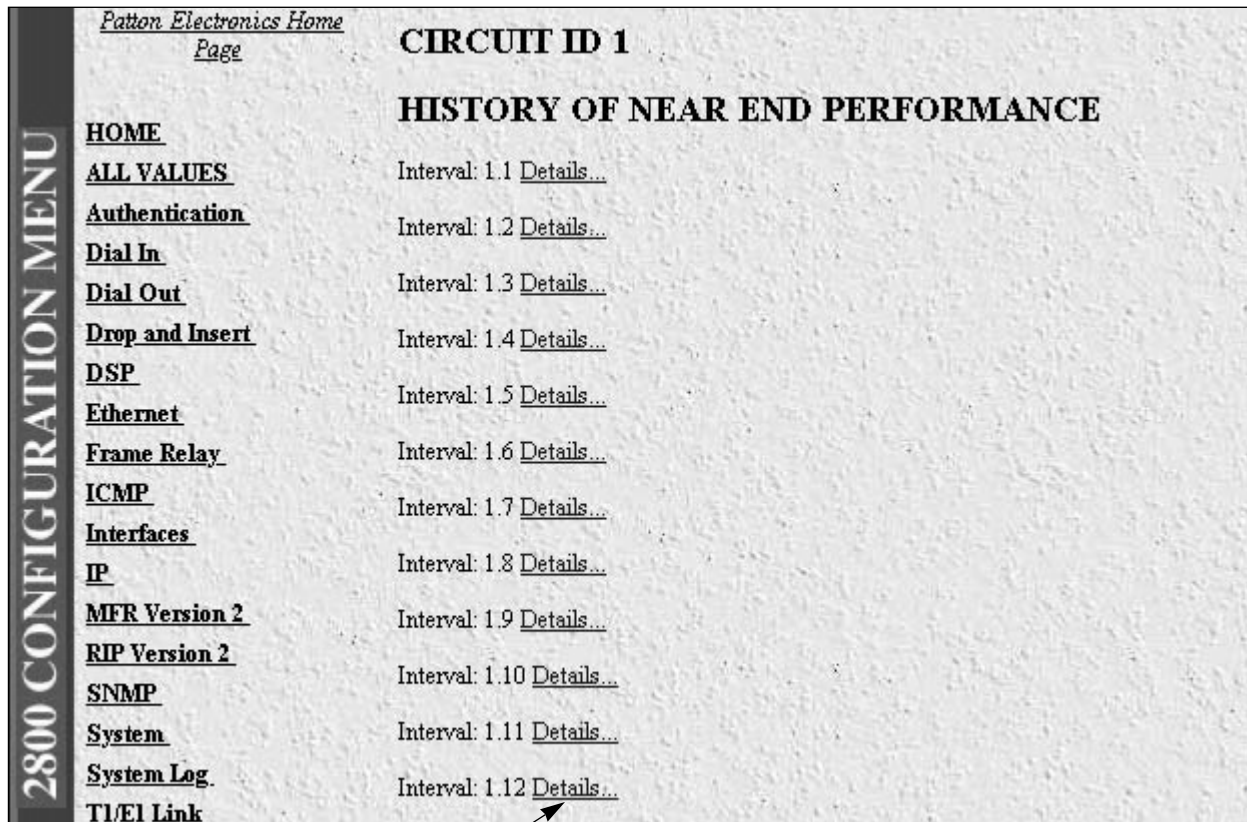 2800 CONFIGURATION MENU
Patton Electronics Home
Page
HOME
ALL VALUES
Authentication
Dial In
Dial Out
Drop and Insert
DSP
Ethernet
Frame Relay
ICMP
Interfaces
IP
MFR Version 2
RIP Version 2
SNMP
System
System Log
T1/E1 Link
CIRCUIT ID 1
HISTORY OF NEAR END PERFORMANCE
Interval: 1.1 Details...
Interval: 1.2 Details...
Interval: 1.3 Details...
Interval: 1.4 Details...
Interval: 1.5 Details...
Interval: 1.6 Details...
Interval: 1.7 Details...
Interval: 1.8 Details...
Interval: 1.9 Details...
Interval: 1.10 Details...
Interval: 1.11 Details...
Interval: 1.12 Details...